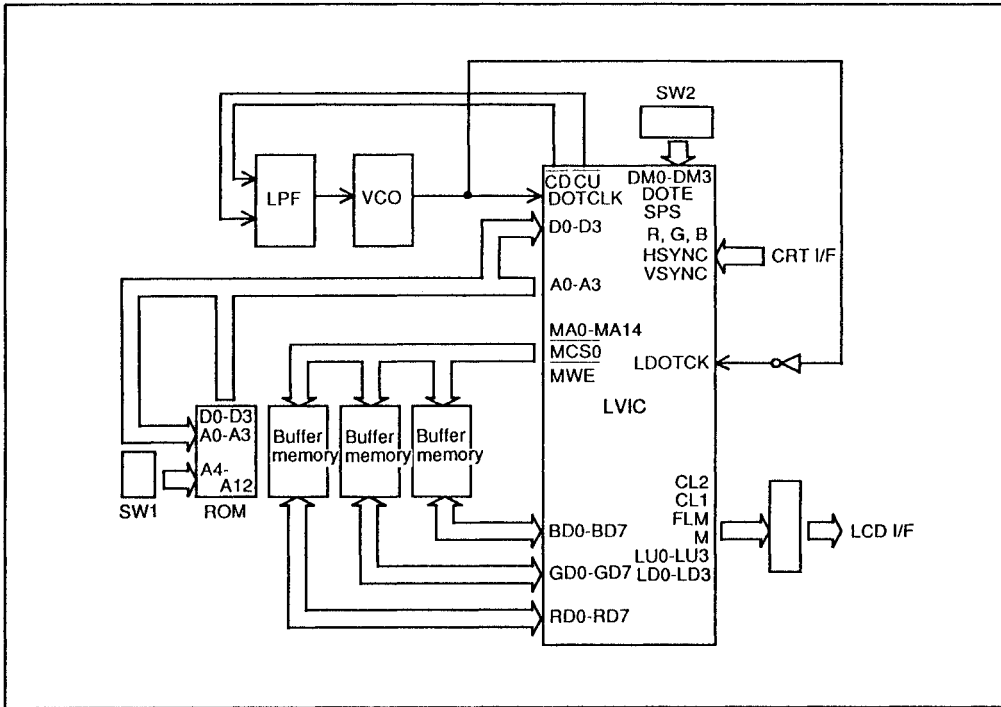 SW2
LPF
VCO
CD CU
DOTCLK
D0-D3
A0-A3
MA0-MA14
MCS0
MWE
DM0-DM3
DOTE
SPS
R, G, B
HSYNC
VSYNC
CRT I/F
LDOTCK
LVIC
D0-D3
A0-A3
A4-
A12
SW1
ROM
Buffer
memory
Buffer
memory
Buffer
memory
BD0-BD7
GD0-GD7
RD0-RD7
CL2
CL1
FLM
M
LU0-LU3
LD0-LD3
LCD I/F